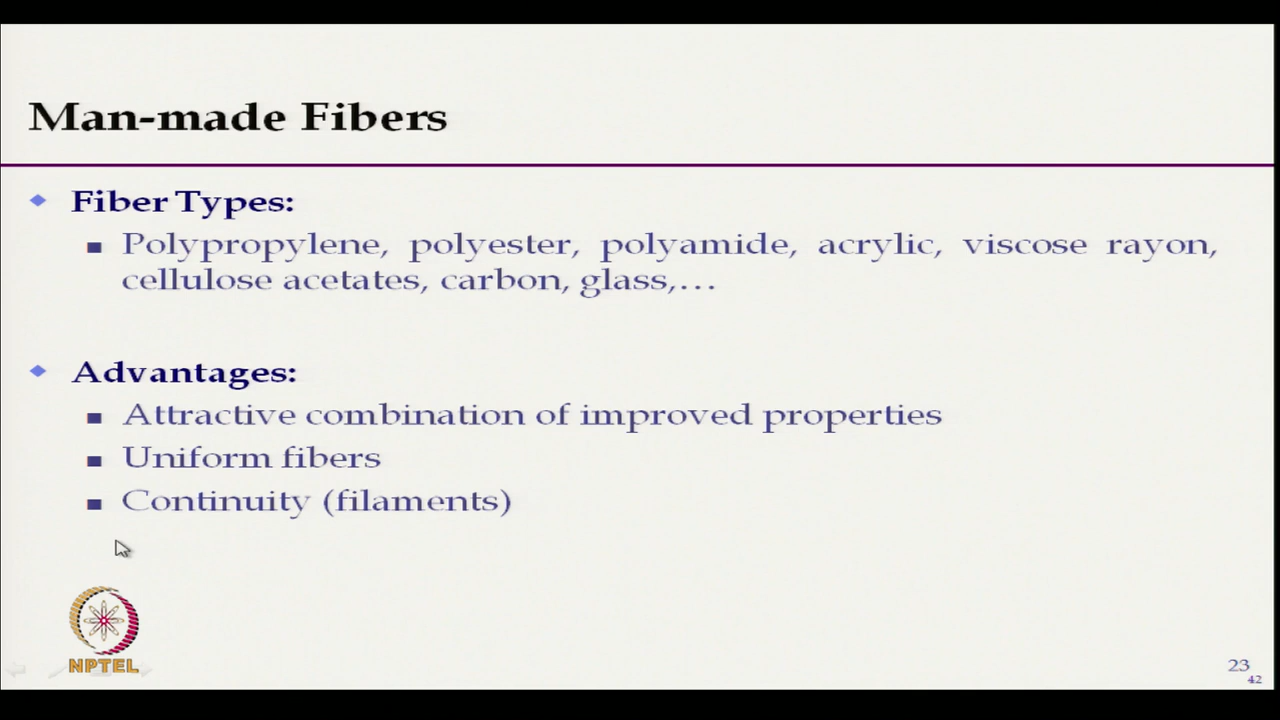 Man-made Fibers
Fiber Types:
Polypropylene, polyester, polyamide, acrylic, viscose rayon,
cellulose acetates, carbon, glass,…
Advantages:
Attractive combination of improved properties
Uniform fibers
Continuity (filaments)
NPTEL
23
42